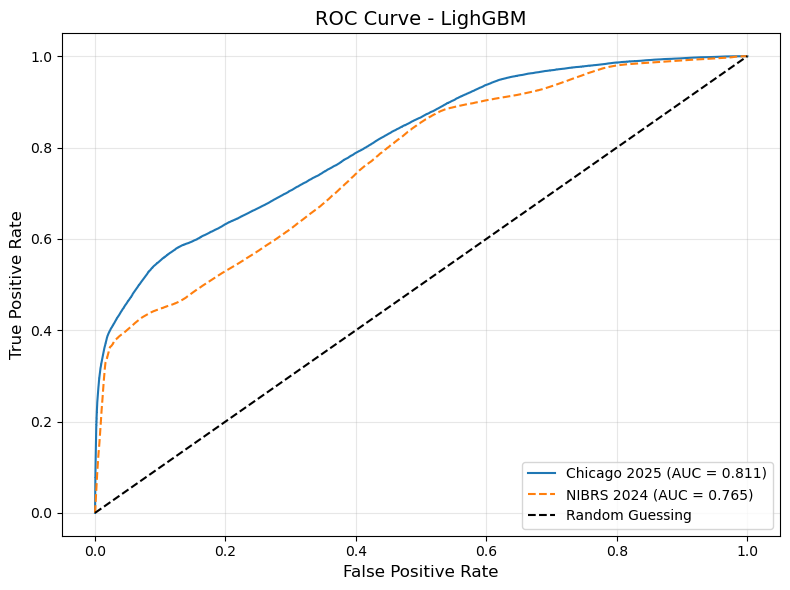 ROC Curve - LighGBM
True Positive Rate
1.0
0.8
0.6
0.4
0.2
0.0
Chicago 2025 (AUC = 0.811)
NIBRS 2024 (AUC = 0.765)
Random Guessing
0.0 0.2 0.4 0.6 0.8 1.0
False Positive Rate